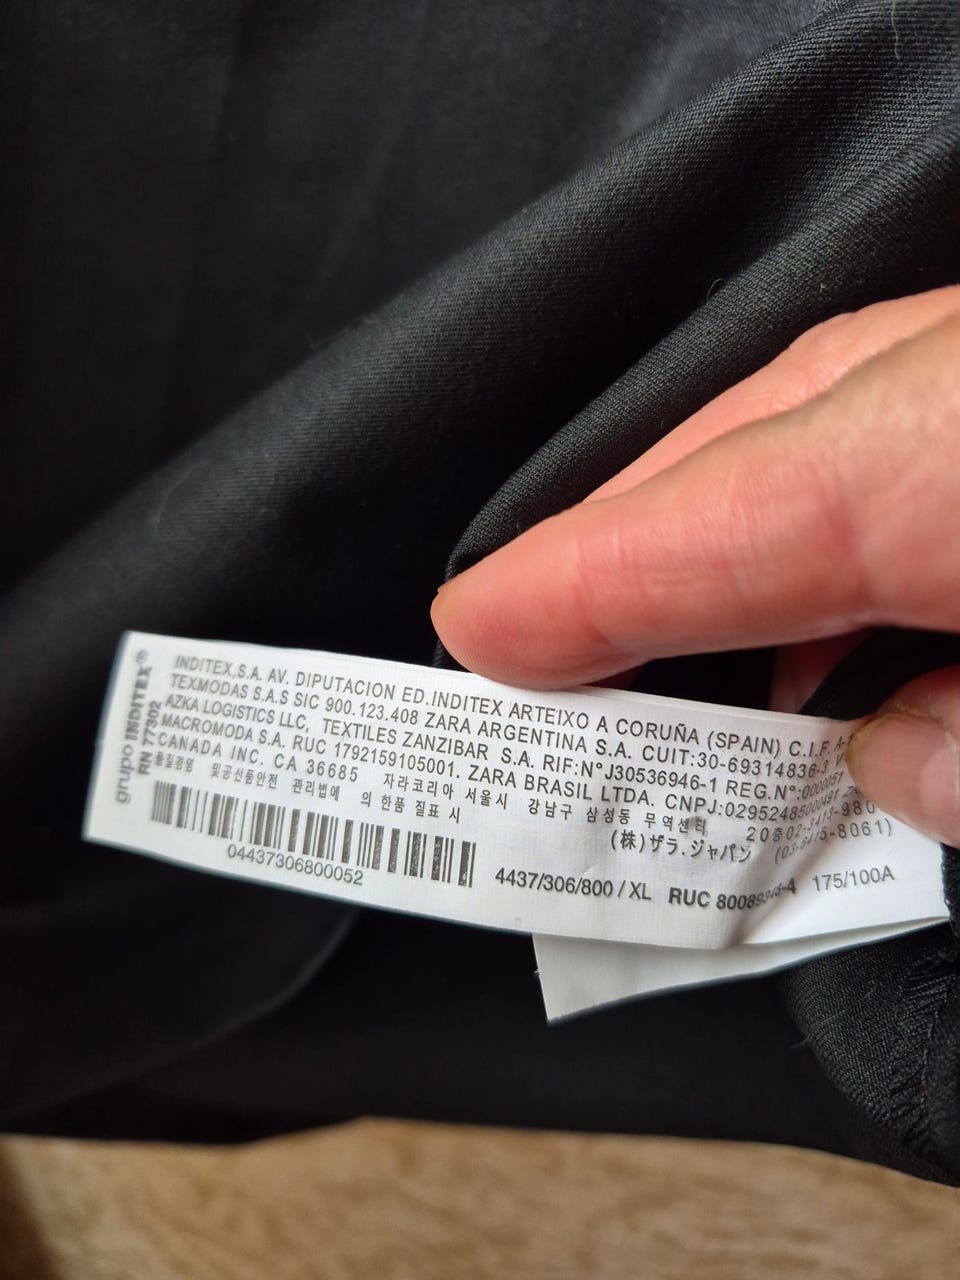 grupo INDITEX®
RN 77302
INDITEX,S.A. AV. DIPUTACION ED.INDITEX ARTEIXO A CORUÑA (SPAIN) C.I.F.
TEXMODAS S.A.S SIC 900.123.408 ZARA ARGENTINA S.A. CUIT:30-69314836-3
AZKA LOGISTICS LLC, TEXTILES ZANZIBAR S.A. RIF:N°J30536946-1 REG.N°:0000051
MACROMODA S.A. RUC 1792159105001. ZARA BRASIL LTDA.
CANADA INC. CA 36685 자라코리아 서울시 강남구 삼성동 무역센터 20층
품질경영 및공산품안전 관리법에 의한품 질표 시
(株)ザラ.ジャパン
04437306800052
4437/306/800 / XL RUC 175/100A